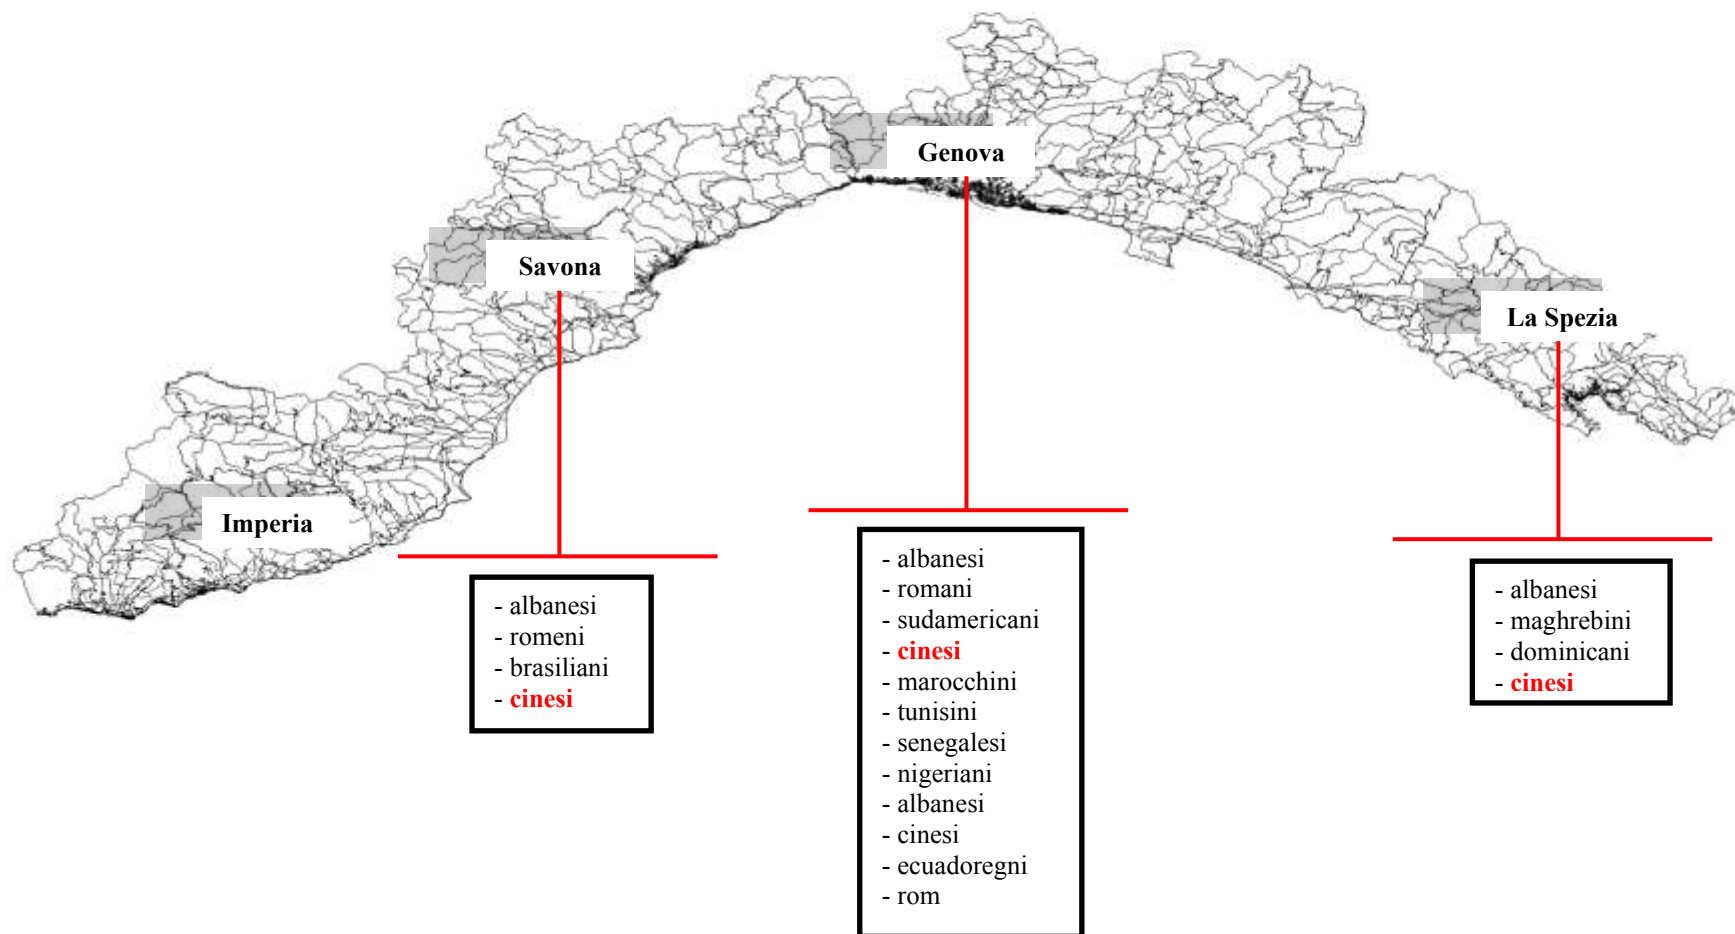 Genova
Savona
La Spezia
Imperia
- albanesi
- romeni
- brasiliani
- cinesi
- albanesi
- romani
- sudamericani
- cinesi
- marocchini
- tunisini
- senegalesi
- nigeriani
- albanesi
- cinesi
- ecuadoregni
- rom
- albanesi
- maghrebini
- dominicani
- cinesi